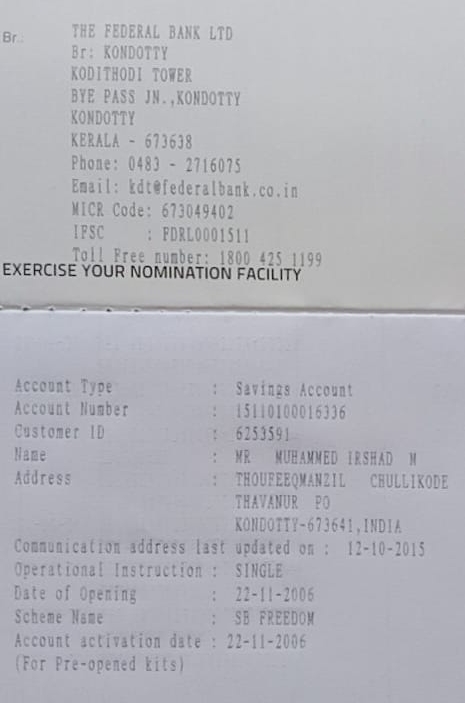 Br.. THE FEDERAL BANK LTD
Br: KONDOTTY
KODITHODI TOWER
BYE PASS JN.,KONDOTTY
KONDOTTY
KERALA - 673638
Phone: 0483 - 2716075
Email: kdt@federalbank.co.in
MICR Code: 673049402
IFSC : FDRL0001511
Toll Free number: 1800 425 1199
EXERCISE YOUR NOMINATION FACILITY
Account Type : Savings Account
Account Number : 15110100016336
Customer ID : 6253591
Name : MR MUHAMMED IRSHAD M
Address : THOUFEEQMANZIL CHULLIKODE
THAVANUR PO
KONDOTTY-673641,INDIA
Communication address last updated on : 12-10-2015
Operational Instruction : SINGLE
Date of Opening : 22-11-2006
Scheme Name : SB FREEDOM
Account activation date : 22-11-2006
(For Pre-opened kits)